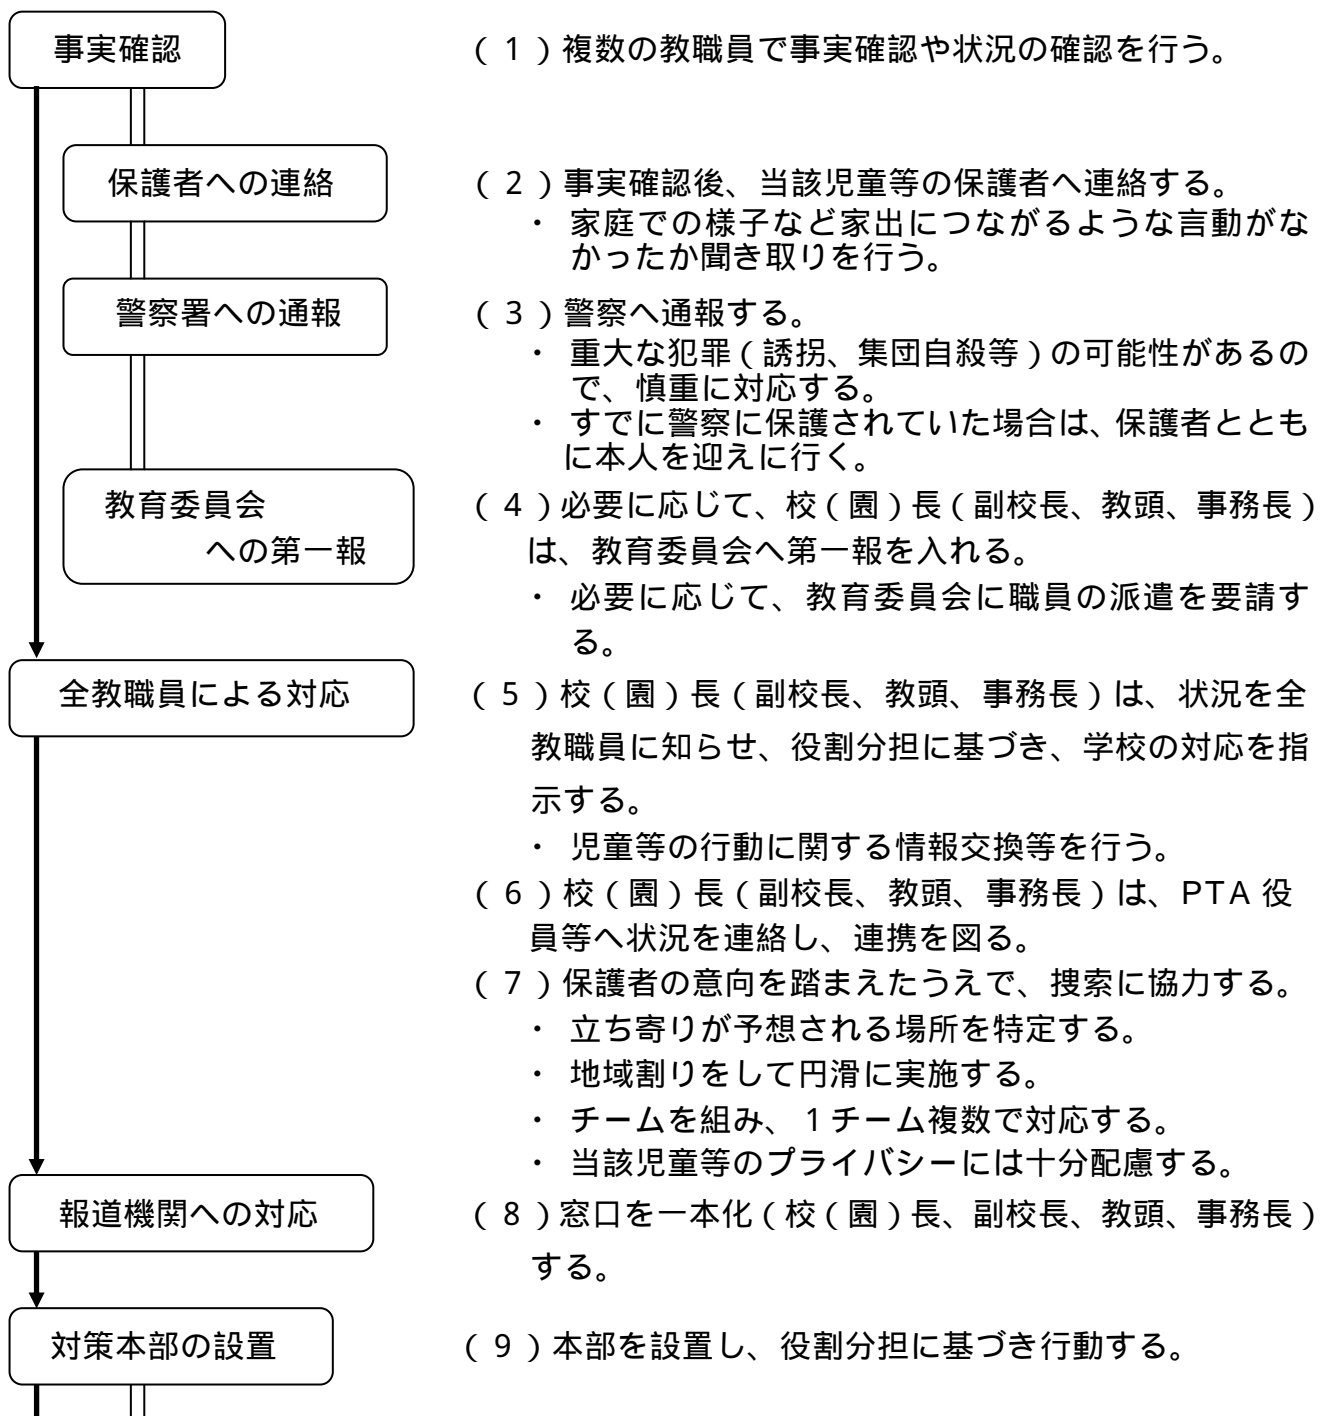 事実確認
(1)複数の教職員で事実確認や状況の確認を行う。
保護者への連絡
(2)事実確認後、当該児童等の保護者へ連絡する。
・ 家庭での様子など家出につながるような言動がな
かったか聞き取りを行う。
警察署への通報
(3)警察へ通報する。
・ 重大な犯罪(誘拐、集団自殺等)の可能性があるの
で、慎重に対応する。
・ すでに警察に保護されていた場合は、保護者ととも
に本人を迎えに行く。
教育委員会
への第一報
(4)必要に応じて、校(園)長(副校長、教頭、事務長)
は、教育委員会へ第一報を入れる。
・ 必要に応じて、教育委員会に職員の派遣を要請す
る。
全教職員による対応
(5)校(園)長(副校長、教頭、事務長)は、状況を全
教職員に知らせ、役割分担に基づき、学校の対応を指
示する。
・ 児童等の行動に関する情報交換等を行う。
(6)校(園)長(副校長、教頭、事務長)は、PTA 役
員等へ状況を連絡し、連携を図る。
(7)保護者の意向を踏まえたうえで、捜索に協力する。
・ 立ち寄りが予想される場所を特定する。
・ 地域割りをして円滑に実施する。
・ チームを組み、1チーム複数で対応する。
・ 当該児童等のプライバシーには十分配慮する。
報道機関への対応
(8)窓口を一本化(校(園)長、副校長、教頭、事務長)
する。
対策本部の設置
(9)本部を設置し、役割分担に基づき行動する。